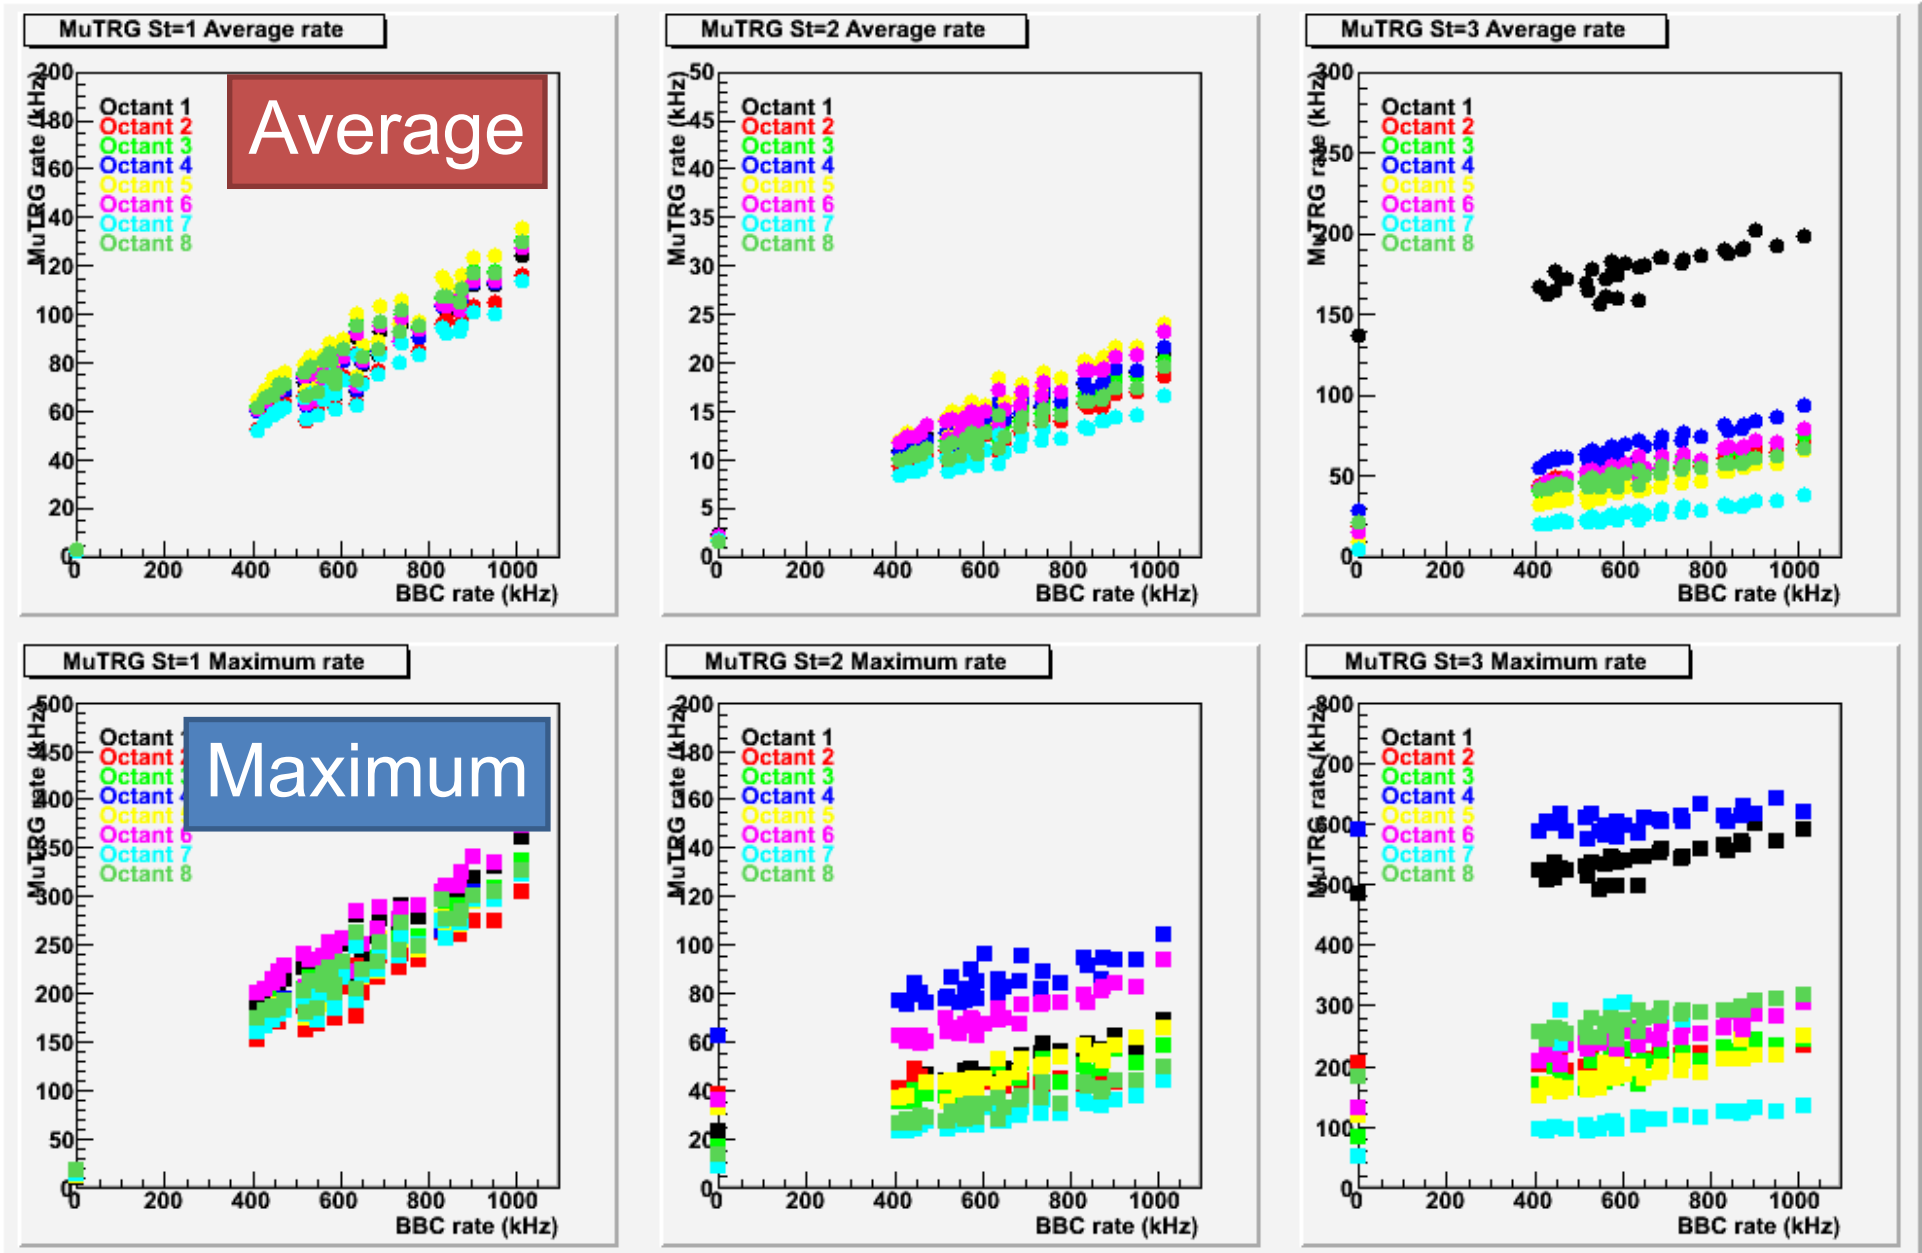 MuTRG St=1 Average rate
MuTRG rate (kHz)
200
180
160
140
120
100
80
60
40
20
0
Octant 1
Octant 2
Octant 3
Octant 4
Octant 5
Octant 6
Octant 7
Octant 8
Average
0 200 400 600 800 1000
BBC rate (kHz)
MuTRG St=2 Average rate
MuTRG rate (kHz)
50
45
40
35
30
25
20
15
10
5
0
Octant 1
Octant 2
Octant 3
Octant 4
Octant 5
Octant 6
Octant 7
Octant 8
0 200 400 600 800 1000
BBC rate (kHz)
MuTRG St=3 Average rate
MuTRG rate (kHz)
300
250
200
150
100
50
0
Octant 1
Octant 2
Octant 3
Octant 4
Octant 5
Octant 6
Octant 7
Octant 8
0 200 400 600 800 1000
BBC rate (kHz)
MuTRG St=1 Maximum rate
MuTRG rate (kHz)
500
450
400
350
300
250
200
150
100
50
0
Octant
Octant 2
Octant 3
Octant 4
Octant 5
Octant 6
Octant 7
Octant 8
Maximum
0 200 400 600 800 1000
BBC rate (kHz)
MuTRG St=2 Maximum rate
MuTRG rate (kHz)
200
180
160
140
120
100
80
60
40
20
0
Octant 1
Octant 2
Octant 3
Octant 4
Octant 5
Octant 6
Octant 7
Octant 8
0 200 400 600 800 1000
BBC rate (kHz)
MuTRG St=3 Maximum rate
MuTRG rate (kHz)
800
700
600
500
400
300
200
100
0
Octant 1
Octant 2
Octant 3
Octant 4
Octant 5
Octant 6
Octant 7
Octant 8
0 200 400 600 800 1000
BBC rate (kHz)